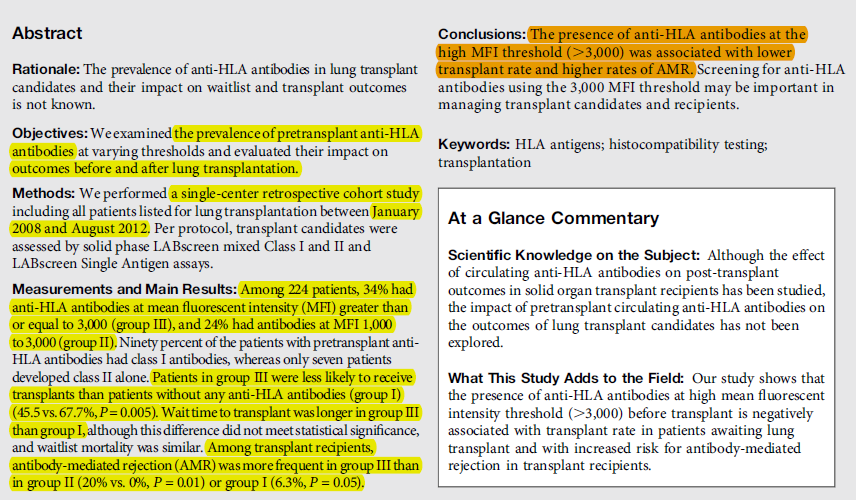 Abstract
Rationale: The prevalence of anti-HLA antibodies in lung transplant
candidates and their impact on waitlist and transplant outcomes
is not known.
Objectives: We examined the prevalence of pretransplant anti-HLA
antibodies at varying thresholds and evaluated their impact on
outcomes before and after lung transplantation.
Methods: We performed a single-center retrospective cohort study
including all patients listed for lung transplantation between January
2008 and August 2012. Per protocol, transplant candidates were
assessed by solid phase LABscreen mixed Class I and II and
LABscreen Single Antigen assays.
Measurements and Main Results: Among 224 patients, 34% had
anti-HLA antibodies at mean fluorescent intensity (MFI) greater than
or equal to 3,000 (group III), and 24% had antibodies at MFI 1,000
to 3,000 (group II). Ninety percent of the patients with pretransplant anti-
HLA antibodies had class I antibodies, whereas only seven patients
developed class II alone. Patients in group III were less likely to receive
transplants than patients without any anti-HLA antibodies (group I)
(45.5 vs. 67.7%, P = 0.005). Wait time to transplant was longer in group III
than group I, although this difference did not meet statistical significance,
and waitlist mortality was similar. Among transplant recipients,
antibody-mediated rejection (AMR) was more frequent in group III than
in group II (20% vs. 0%, P = 0.01) or group I (6.3%, P = 0.05).
Conclusions: The presence of anti-HLA antibodies at the
high MFI threshold (>3,000) was associated with lower
transplant rate and higher rates of AMR. Screening for anti-HLA
antibodies using the 3,000 MFI threshold may be important in
managing transplant candidates and recipients.
Keywords: HLA antigens; histocompatibility testing;
transplantation
At a Glance Commentary
Scientific Knowledge on the Subject: Although the effect
of circulating anti-HLA antibodies on post-transplant
outcomes in solid organ transplant recipients has been studied,
the impact of pretransplant circulating anti-HLA antibodies on
the outcomes of lung transplant candidates has not been
explored.
What This Study Adds to the Field: Our study shows that
the presence of anti-HLA antibodies at high mean fluorescent
intensity threshold (>3,000) before transplant is negatively
associated with transplant rate in patients awaiting lung
transplant and with increased risk for antibody-mediated
rejection in transplant recipients.